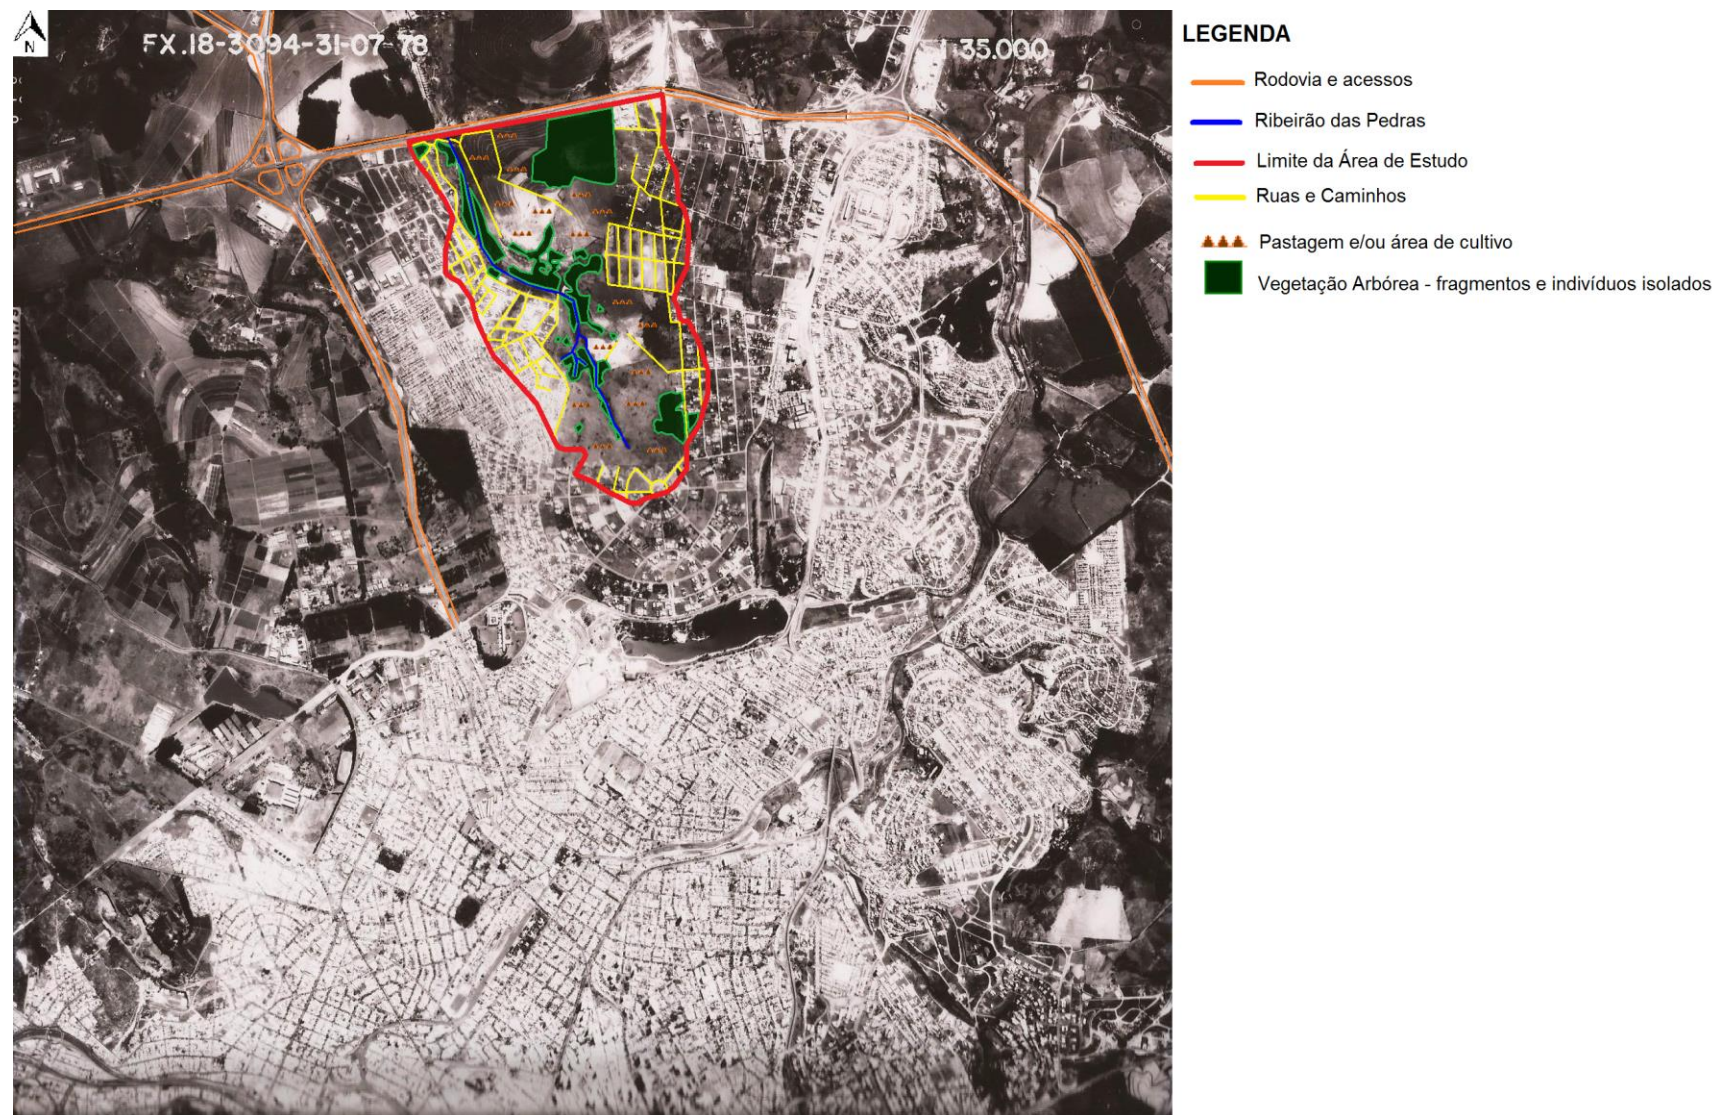 N
FX.18-3094-31-07-78
1:35.000
LEGENDA
Rodovia e acessos
Ribeirão das Pedras
Limite da Área de Estudo
Ruas e Caminhos
Pastagem e/ou área de cultivo
Vegetação Arbórea - fragmentos e indivíduos isolados